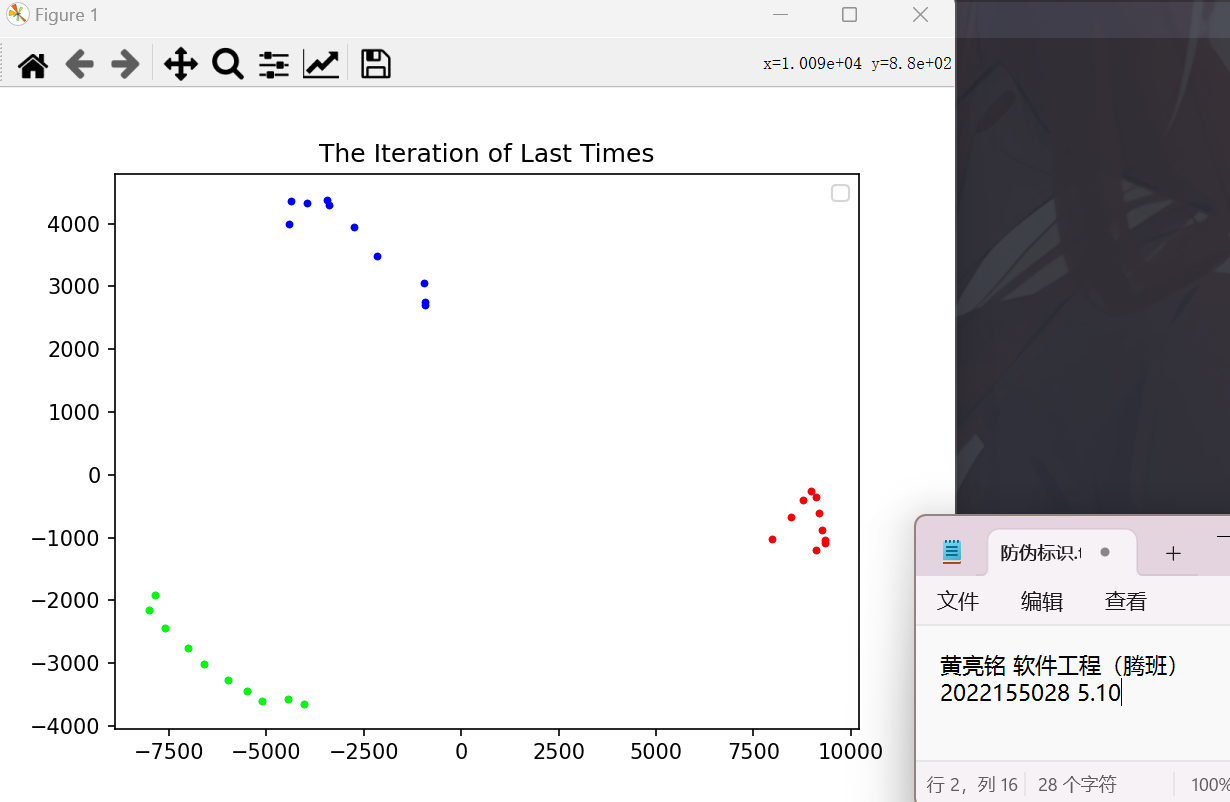 Figure 1
x=1.009e+04 y=8.8e+02
The Iteration of Last Times
4000
3000
2000
1000
0
−1000
−2000
−3000
−4000
−7500 −5000 −2500 0 2500 5000 7500 10000
防伪标识.t
文件 编辑 查看
黄亮铭 软件工程（腾班）
2022155028 5.10
行 2，列 16 28 个字符 100%